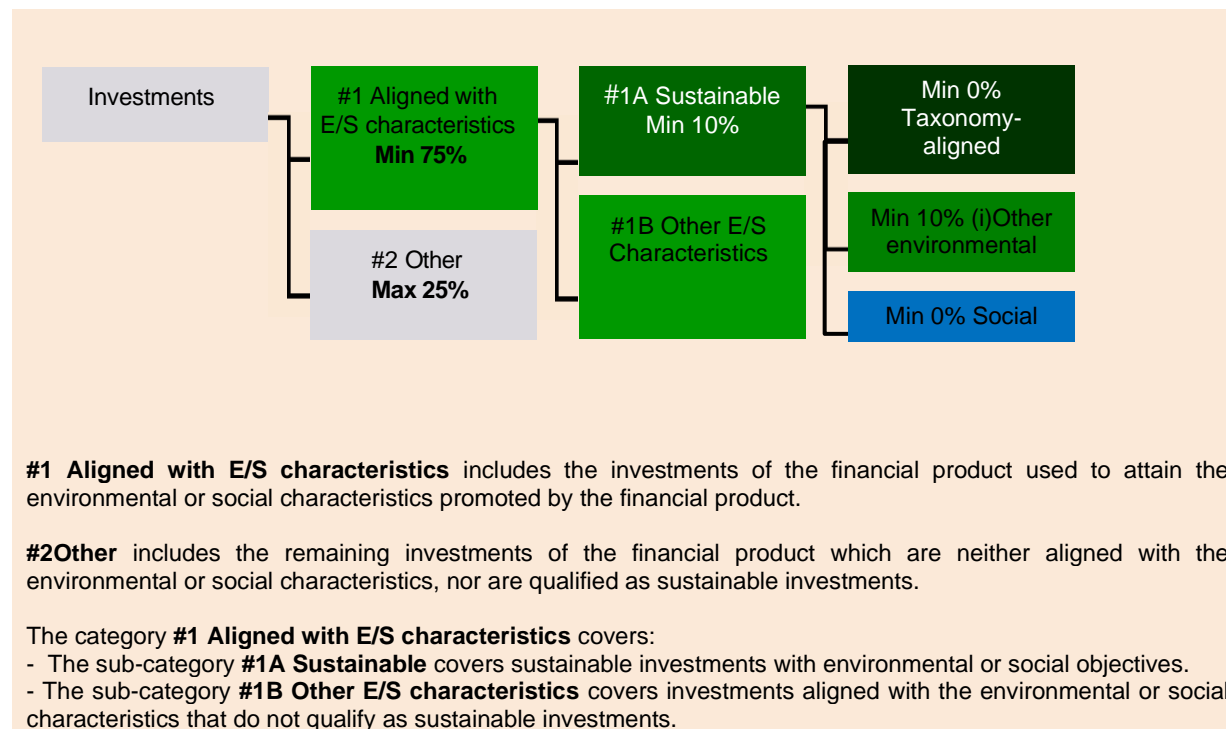 Investments
#1 Aligned with
E/S characteristics
Min 75%
#2 Other
Max 25%
#1A Sustainable
Min 10%
#1B Other E/S
Characteristics
Min 0%
Taxonomy-
aligned
Min 10% (i)Other
environmental
Min 0% Social
#1 Aligned with E/S characteristics includes the investments of the financial product used to attain the
environmental or social characteristics promoted by the financial product.
#2Other includes the remaining investments of the financial product which are neither aligned with the
environmental or social characteristics, nor are qualified as sustainable investments.
The category #1 Aligned with E/S characteristics covers:
- The sub-category #1A Sustainable covers sustainable investments with environmental or social objectives.
- The sub-category #1B Other E/S characteristics covers investments aligned with the environmental or social
characteristics that do not qualify as sustainable investments.